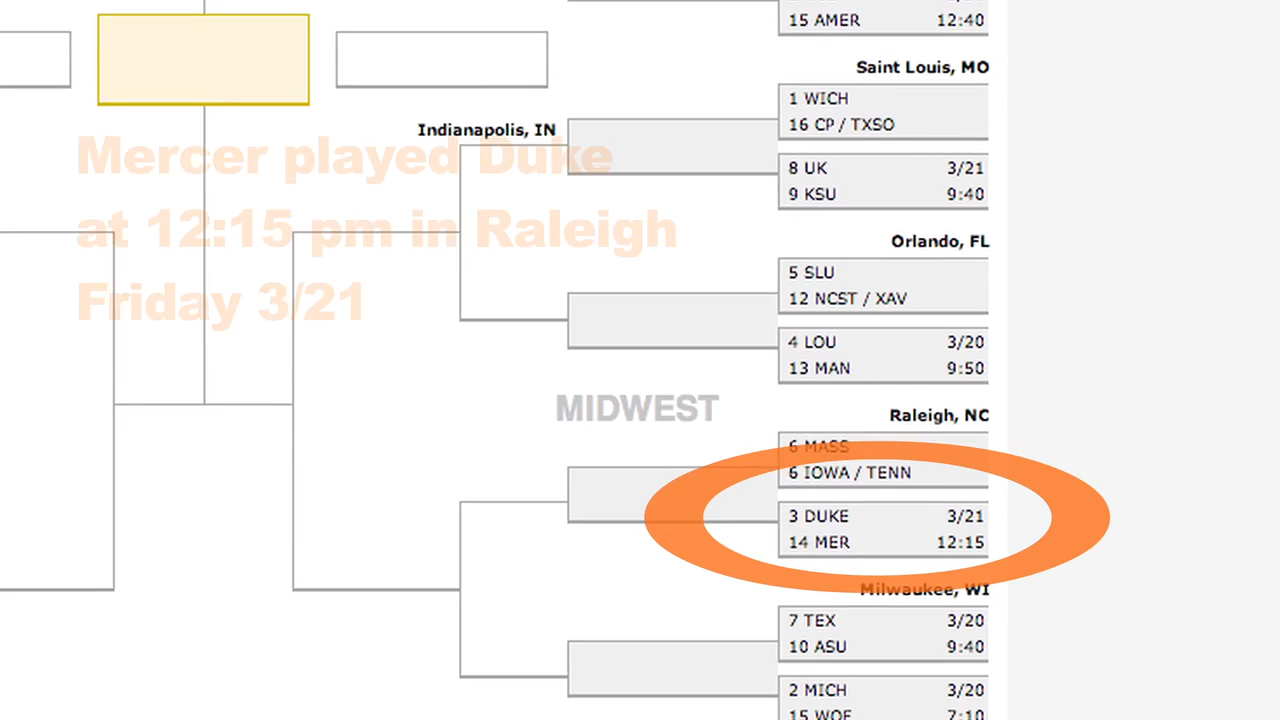 15 AMER 12:40
Saint Louis, MO
1 WICH
16 CP / TXSO
Indianapolis, IN
Mercer played Duke
at 12:15 pm in Raleigh
Friday 3/21
8 UK 3/21
9 KSU 9:40
Orlando, FL
5 SLU
12 NCST / XAV
4 LOU 3/20
13 MAN 9:50
MIDWEST
Raleigh, NC
6 MASS
6 IOWA / TENN
3 DUKE 3/21
14 MER 12:15
Milwaukee, WI
7 TEX 3/20
10 ASU 9:40
2 MICH 3/20
15 WOF 7:10